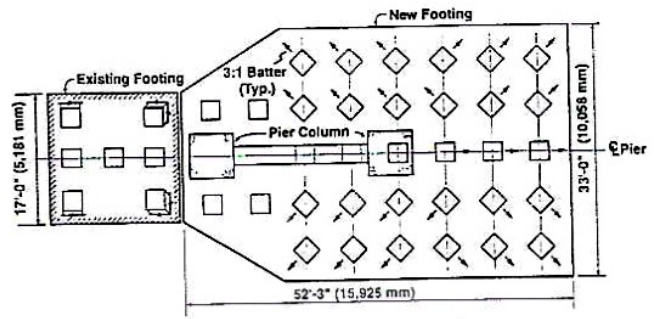 New Footing
3:1 Batter
(Typ.)
Existing Footing
Pier Column
℄ Pier
17'-0" (5,181 mm)
33'-0" (10,058 mm)
52'-3" (15,925 mm)